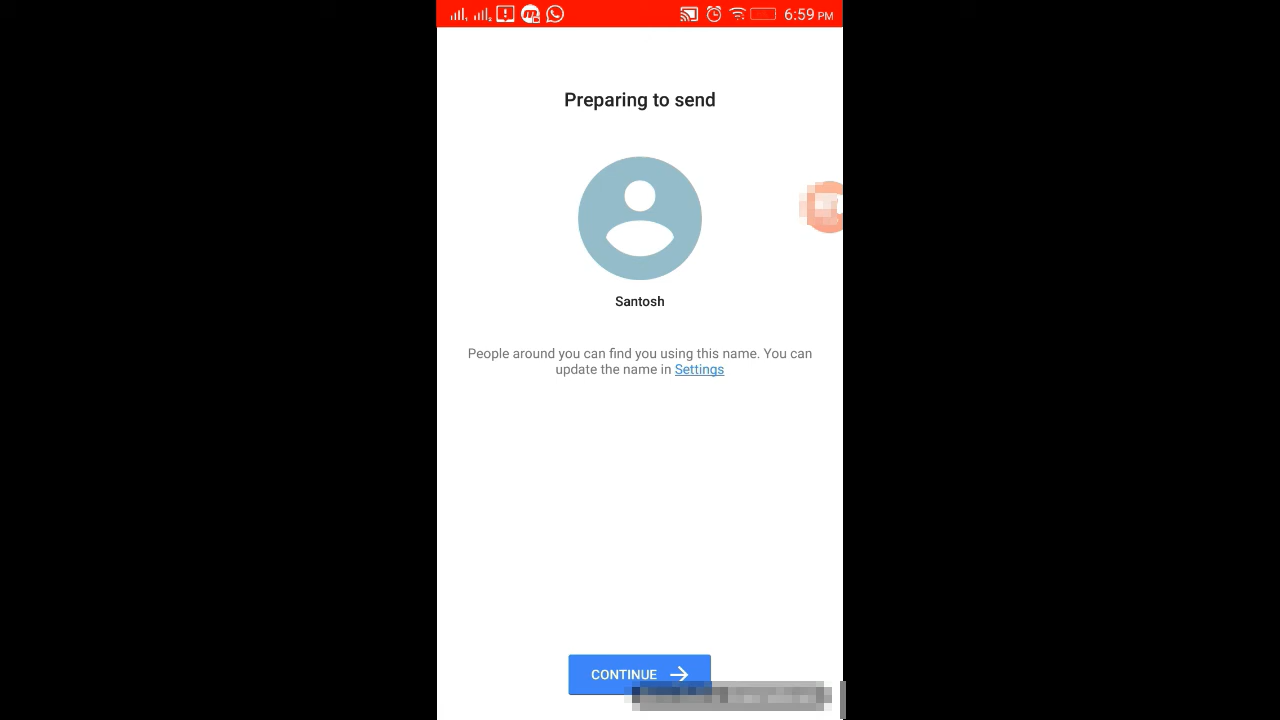 6:59 PM
Preparing to send
Santosh
People around you can find you using this name. You can
update the name in Settings
CONTINUE